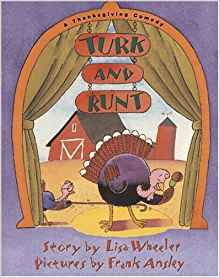 A Thanksgiving Comedy
TURK
AND
RUNT
Story by Lisa Wheeler
Pictures by Frank Ansley